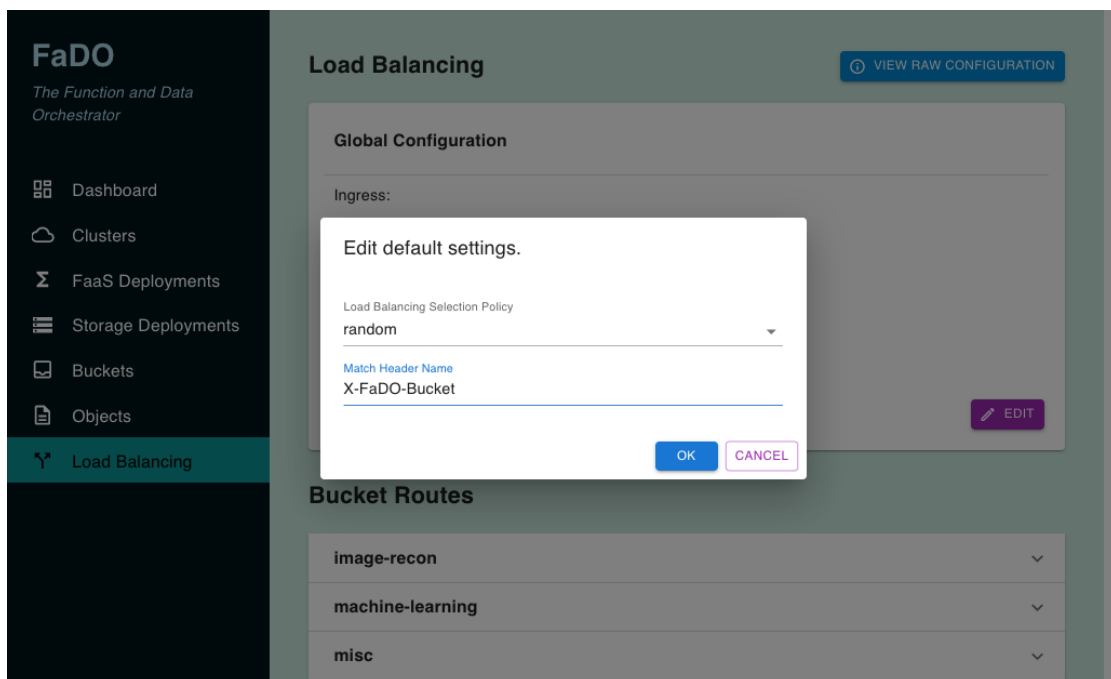 FaDO
The Function and Data
Orchestrator
Dashboard
Clusters
FaaS Deployments
Storage Deployments
Buckets
Objects
Load Balancing
Load Balancing
VIEW RAW CONFIGURATION
Global Configuration
Ingress:
Edit default settings.
Load Balancing Selection Policy
random
Match Header Name
X-FaDO-Bucket
OK
CANCEL
EDIT
Bucket Routes
image-recon
machine-learning
misc